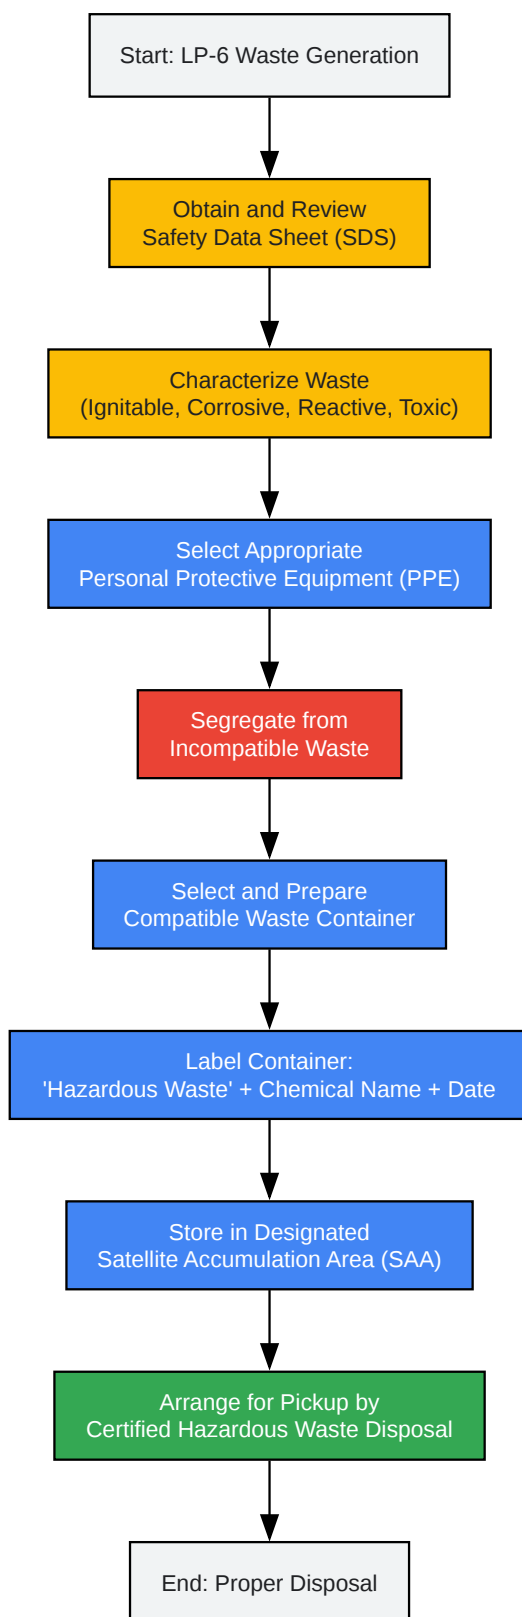 Start: LP-6 Waste Generation
Obtain and Review
Safety Data Sheet (SDS)
Characterize Waste
(Ignitable, Corrosive, Reactive, Toxic)
Select Appropriate
Personal Protective Equipment (PPE)
Segregate from
Incompatible Waste
Select and Prepare
Compatible Waste Container
Label Container:
'Hazardous Waste' + Chemical Name + Date
Store in Designated
Satellite Accumulation Area (SAA)
Arrange for Pickup by
Certified Hazardous Waste Disposal
End: Proper Disposal